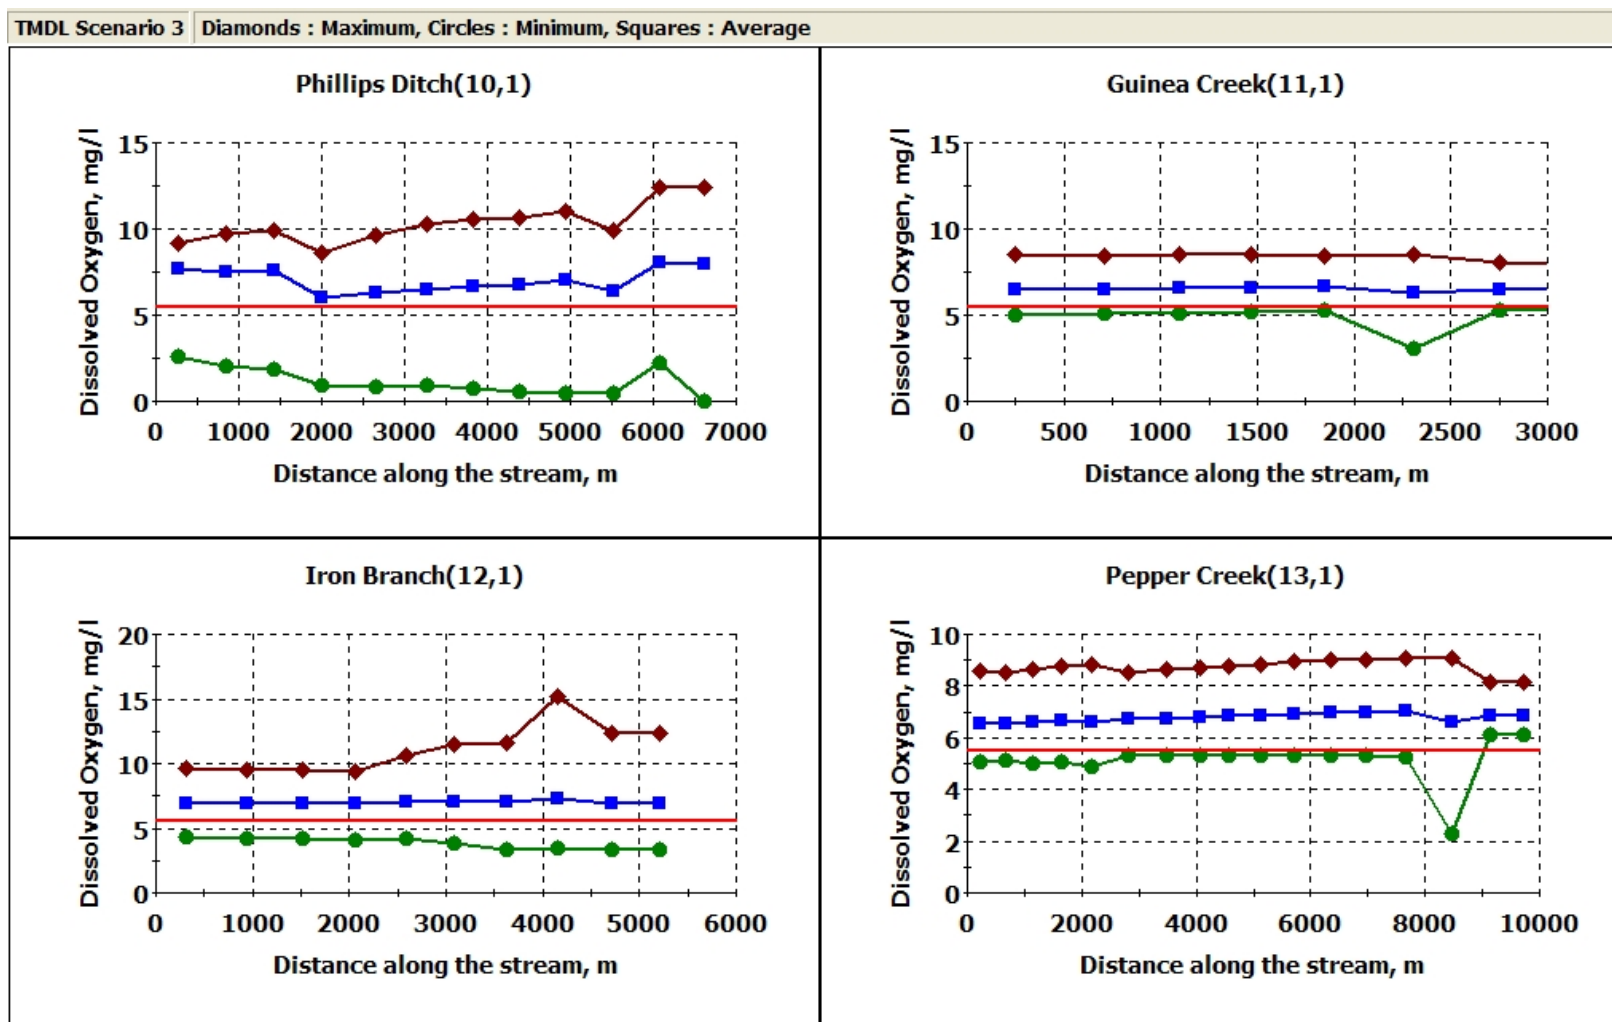 TMDL Scenario 3 Diamonds : Maximum, Circles : Minimum, Squares : Average
Phillips Ditch(10,1)
Dissolved Oxygen, mg/l
15
10
5
0
0 1000 2000 3000 4000 5000 6000 7000
Distance along the stream, m
Guinea Creek(11,1)
Dissolved Oxygen, mg/l
15
10
5
0
0 500 1000 1500 2000 2500 3000
Distance along the stream, m
Iron Branch(12,1)
Dissolved Oxygen, mg/l
20
15
10
5
0
0 1000 2000 3000 4000 5000 6000
Distance along the stream, m
Pepper Creek(13,1)
Dissolved Oxygen, mg/l
10
8
6
4
2
0
0 2000 4000 6000 8000 10000
Distance along the stream, m